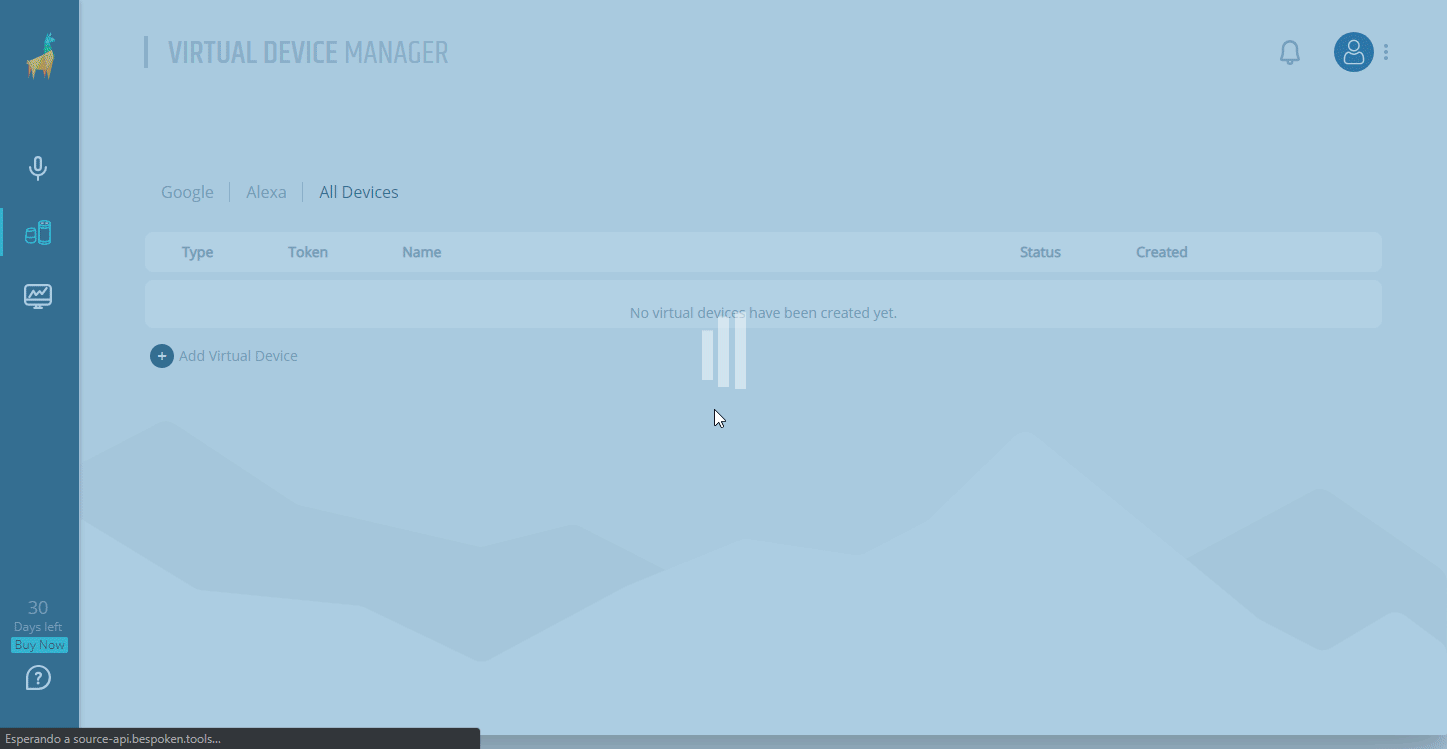 VIRTUAL DEVICE MANAGER
Google Alexa All Devices
Type Token Name Status Created
No virtual devices have been created yet.
+ Add Virtual Device
30
Days left
Buy Now
?
Esperando a source-api.bespoken.tools...